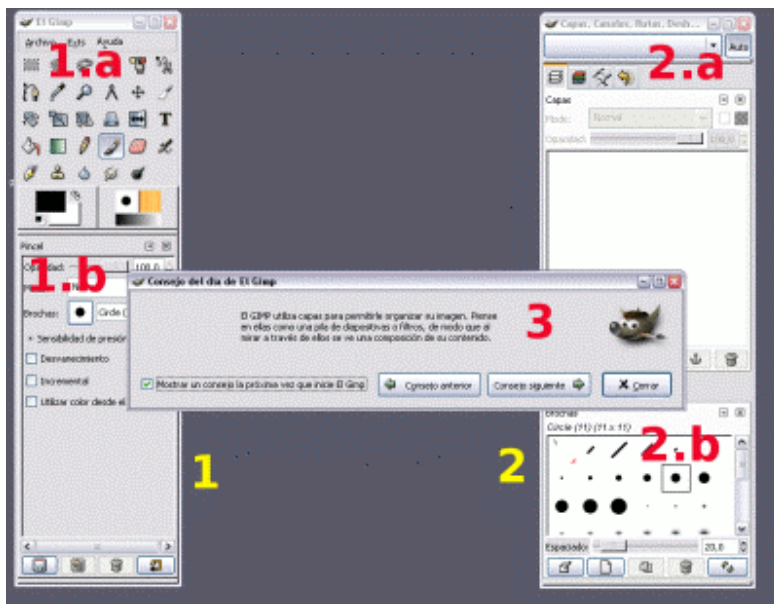 El Gimp
Archivo Exts Ayuda
1.a
Pincel
Opacidad: 100,0
1.b
Brochas: Circle (
Sensibilidad de presión
Desvanecimiento
Incremental
Utilizar color desde el
1
Consejo del día de El Gimp
El GIMP utiliza capas para permitirle organizar su imagen. Piense
en ellas como una pila de diapositivas o filtros, de modo que al
mirar a través de ellos se ve una composición de su contenido.
3
Mostrar un consejo la próxima vez que inicie El Gimp
Consejo anterior
Consejo siguiente
Cerrar
Capas, Canales, Rutas, Desh...
Auto
2.a
Capas
Modo: Normal
Opacidad: 100,0
2
Brochas
Circle (11) (11 x 11)
2.b
Espaciado: 20,0